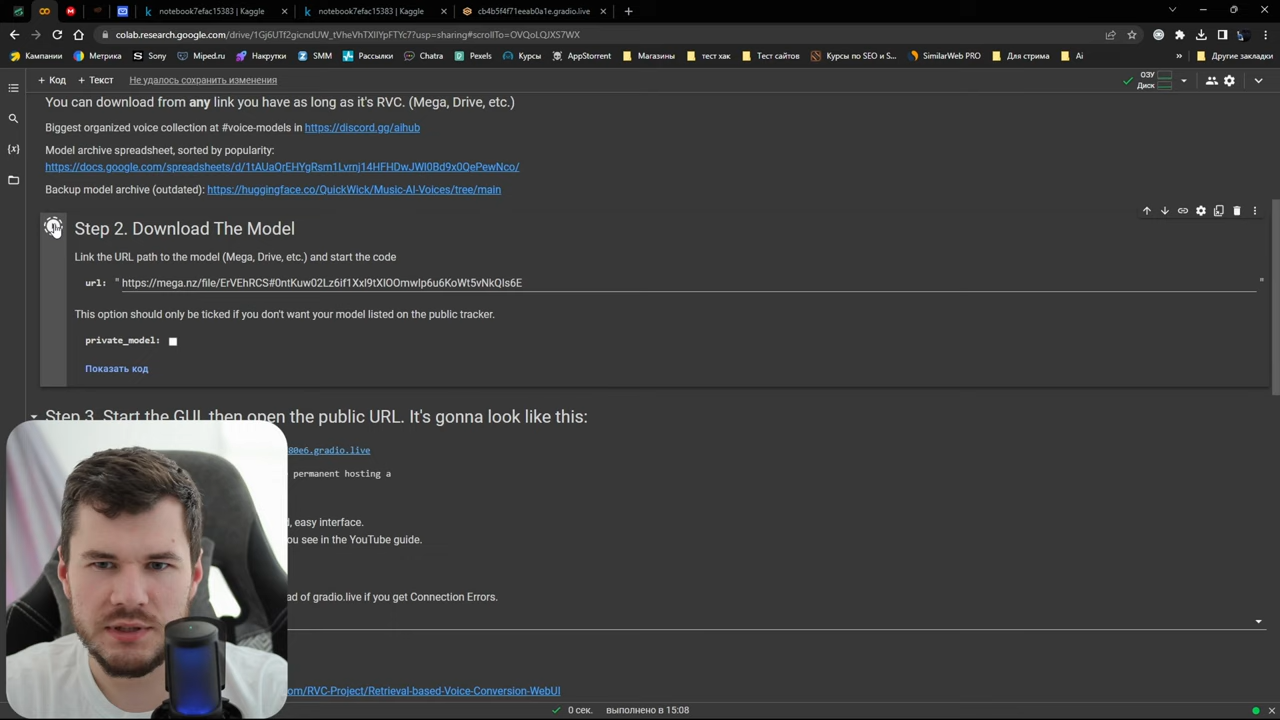 notebook7efac15383 | Kaggle
notebook7efac15383 | Kaggle
cb4b5f4f71eeab0a1e.gradio.live
colab.research.google.com/drive/1Gj6UTf2gicndUW_tVheVhTXIlYpFTYc7?usp=sharing#scrollTo=OVQoLQJXS7WX
Кампании
Метрика
Sony
Miped.ru
Накрутки
SMM
Рассылки
Chatra
Pexels
Курсы
AppStorrent
Магазины
тест хак
Тест сайтов
Курсы по SEO и S...
SimilarWeb PRO
Для стрима
Ai
Другие закладки
+ Код
+ Текст
Не удалось сохранить изменения
ОЗУ
Диск
You can download from any link you have as long as it's RVC. (Mega, Drive, etc.)
Biggest organized voice collection at #voice-models in https://discord.gg/aihub
Model archive spreadsheet, sorted by popularity:
https://docs.google.com/spreadsheets/d/1tAUaQrEHYgRsm1Lvrnj14HFHDwJWI0Bd9x0QePewNco/
Backup model archive (outdated): https://huggingface.co/QuickWick/Music-AI-Voices/tree/main
Step 2. Download The Model
Link the URL path to the model (Mega, Drive, etc.) and start the code
url: " https://mega.nz/file/ErVEhRCS#0ntKuw02Lz6if1Xxl9tXIOOmwlp6u6KoWt5vNkQIs6E "
This option should only be ticked if you don't want your model listed on the public tracker.
private_model:
Показать код
Step 3. Start the GUI, then open the public URL. It's gonna look like this:
80e6.gradio.live
permanent hosting a
, easy interface.
ou see in the YouTube guide.
ad of gradio.live if you get Connection Errors.
om/RVC-Project/Retrieval-based-Voice-Conversion-WebUI
0 сек.
выполнено в 15:08